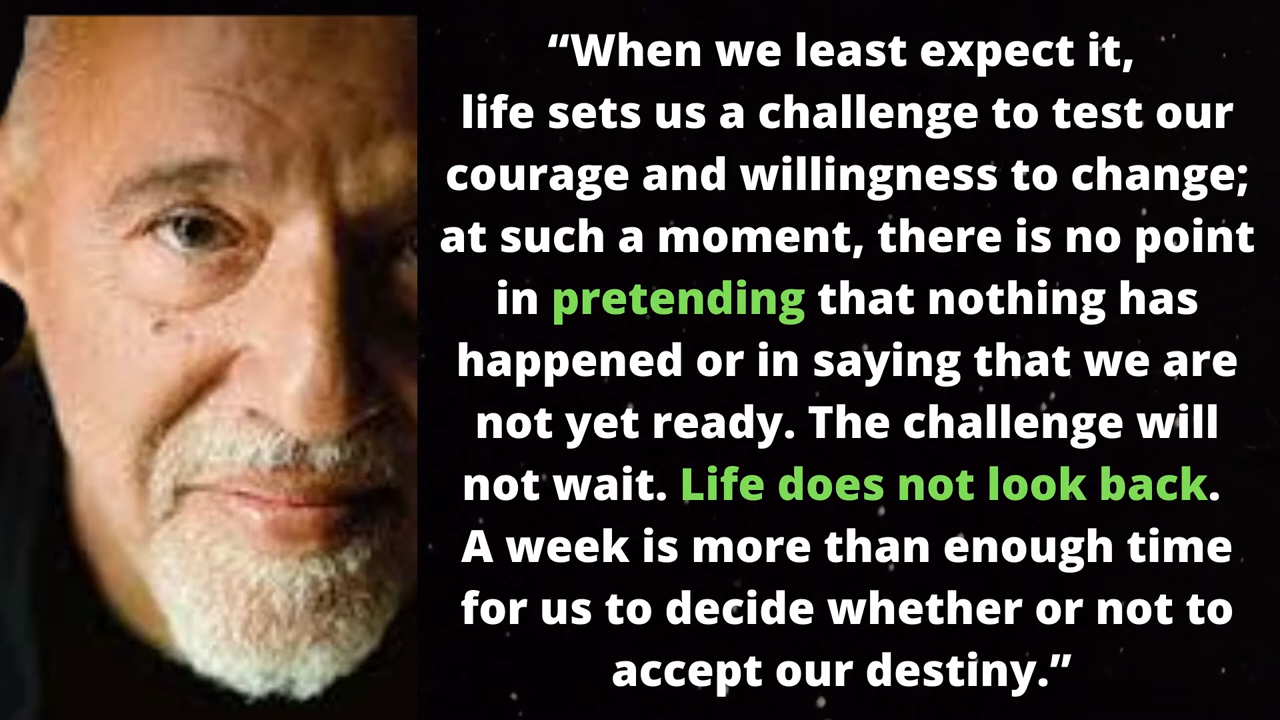 “When we least expect it,
life sets us a challenge to test our
courage and willingness to change;
at such a moment, there is no point
in pretending that nothing has
happened or in saying that we are
not yet ready. The challenge will
not wait. Life does not look back.
A week is more than enough time
for us to decide whether or not to
accept our destiny.”